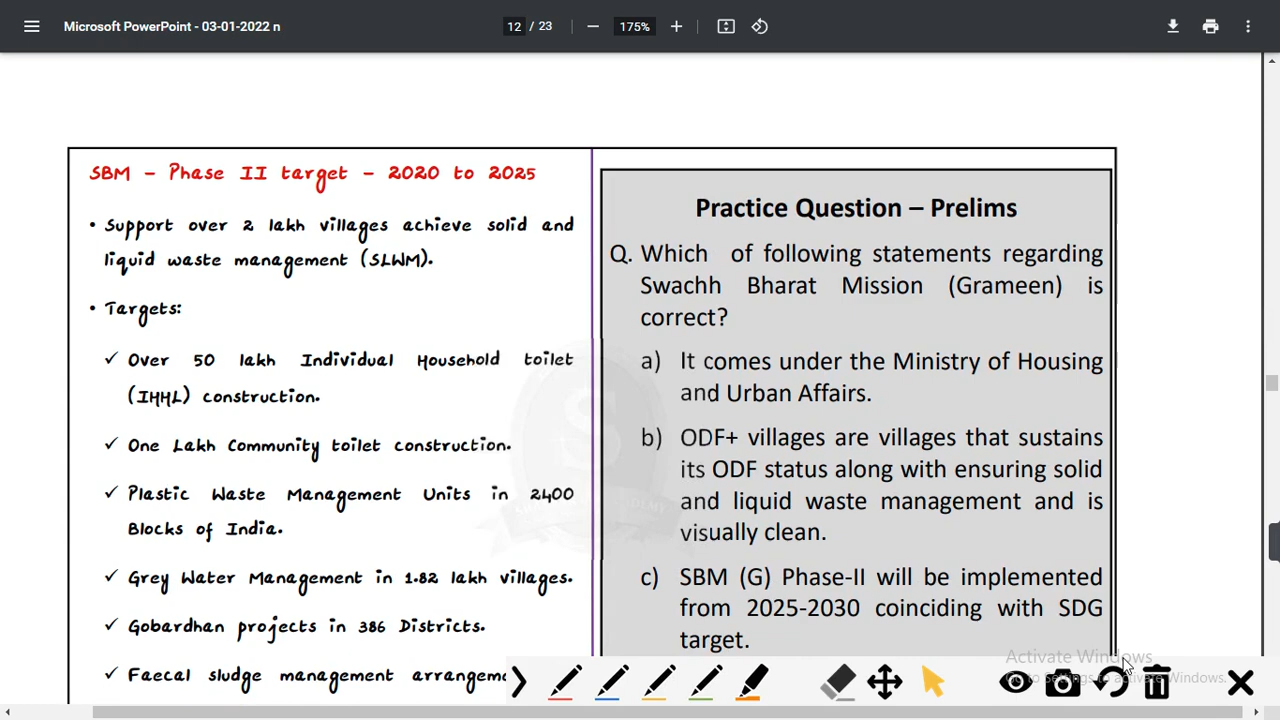 Microsoft PowerPoint - 03-01-2022 n
12 / 23
175%
SBM - Phase II target - 2020 to 2025
• Support over 2 lakh villages achieve solid and
liquid waste management (SLWM).
• Targets:
✓ Over 50 lakh Individual Household toilet
(IHHL) construction.
✓ One Lakh Community toilet construction.
✓ Plastic Waste Management Units in 2400
Blocks of India.
✓ Grey Water Management in 1.82 lakh villages.
✓ Gobardhan projects in 386 Districts.
✓ Faecal sludge management
Practice Question – Prelims
Q. Which of following statements regarding
Swachh Bharat Mission (Grameen) is
correct?
a) It comes under the Ministry of Housing
and Urban Affairs.
b) ODF+ villages are villages that sustains
its ODF status along with ensuring solid
and liquid waste management and is
visually clean.
c) SBM (G) Phase-II will be implemented
from 2025-2030 coinciding with SDG
target.
Activate Windows
Go to Settings to activate Windows.